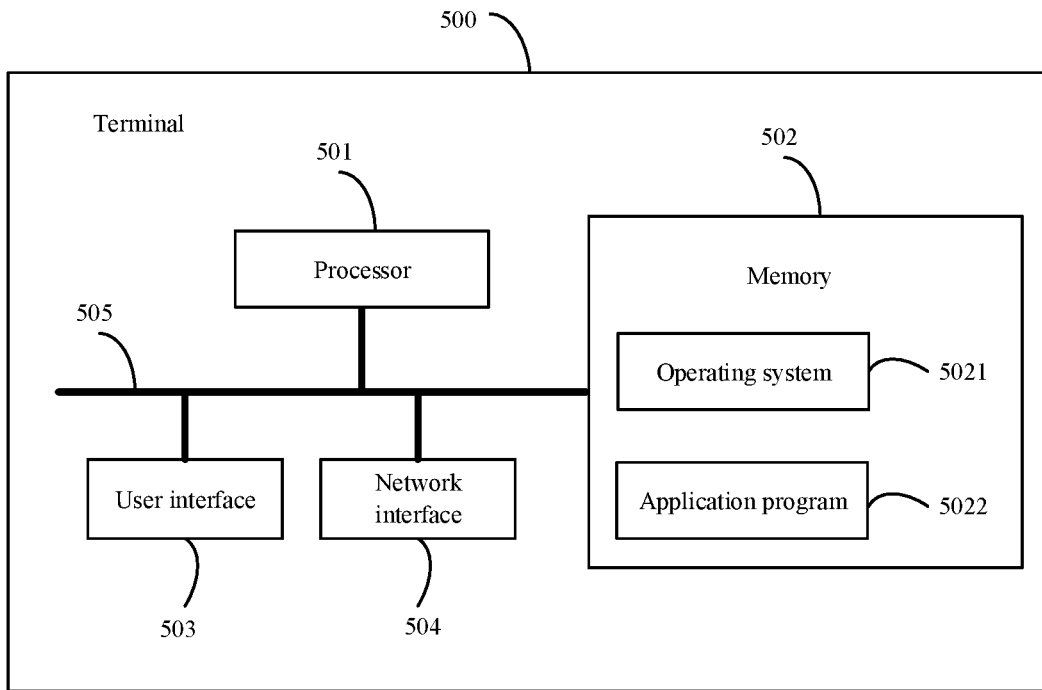 500
Terminal
501
502
Processor
Memory
505
Operating system
5021
User interface
Network
interface
Application program
5022
503
504